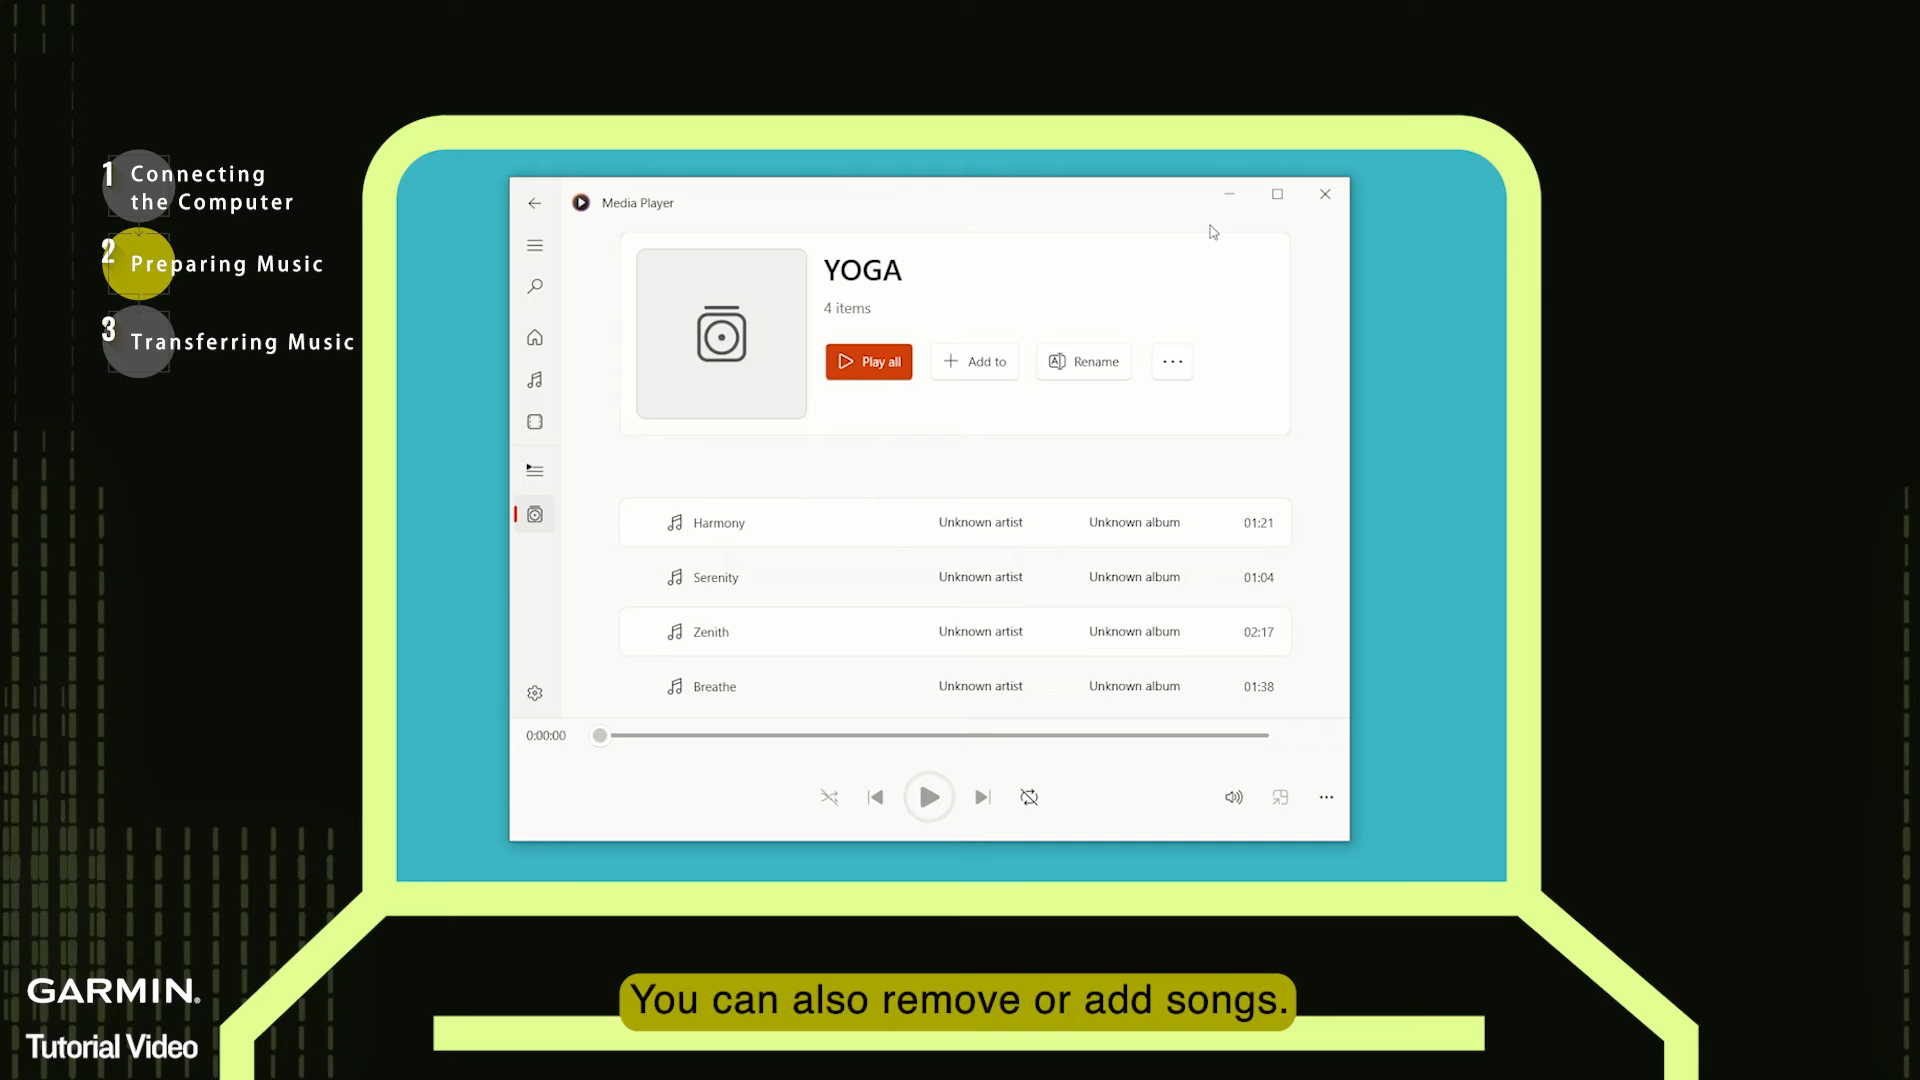 1 Connecting
the Computer
2 Preparing Music
3 Transferring Music
Media Player
YOGA
4 items
Play all
Add to
Rename
Harmony Unknown artist Unknown album 01:21
Serenity Unknown artist Unknown album 01:04
Zenith Unknown artist Unknown album 02:17
Breathe Unknown artist Unknown album 01:38
0:00:00
You can also remove or add songs.
GARMIN®
Tutorial Video